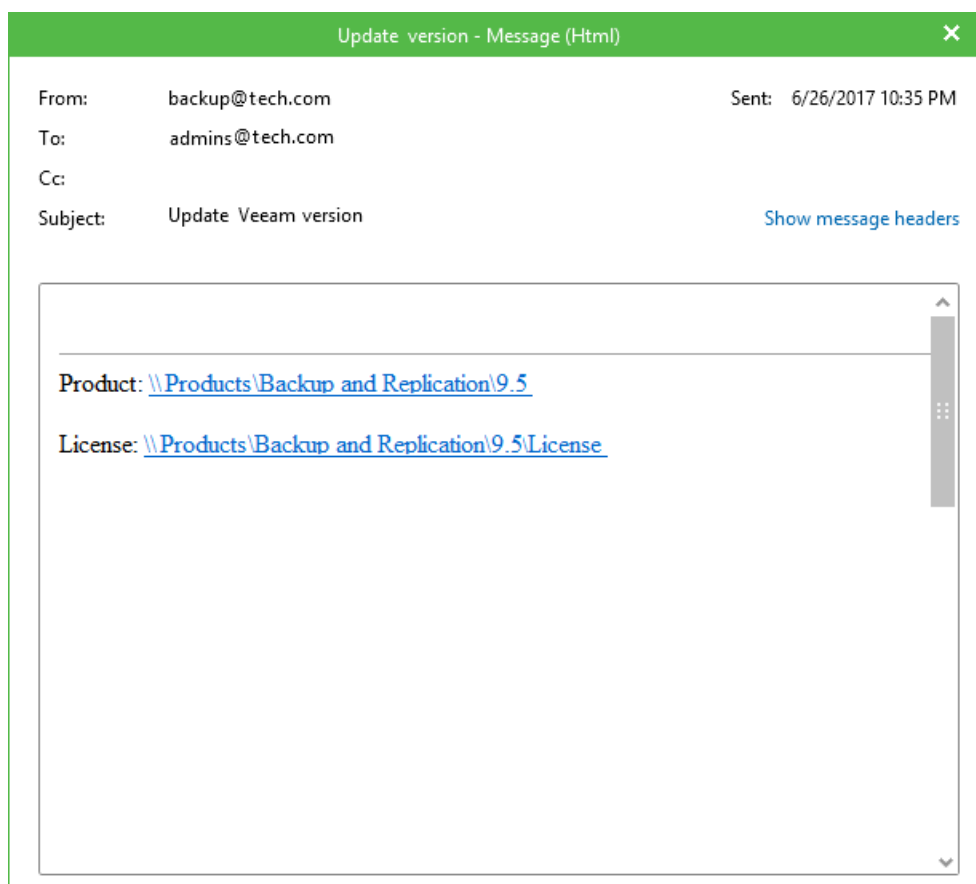 Update version - Message (Html)
From: backup@tech.com Sent: 6/26/2017 10:35 PM
To: admins@tech.com
Cc:
Subject: Update Veeam version Show message headers
Product: \\Products\Backup and Replication\9.5
License: \\Products\Backup and Replication\9.5\License